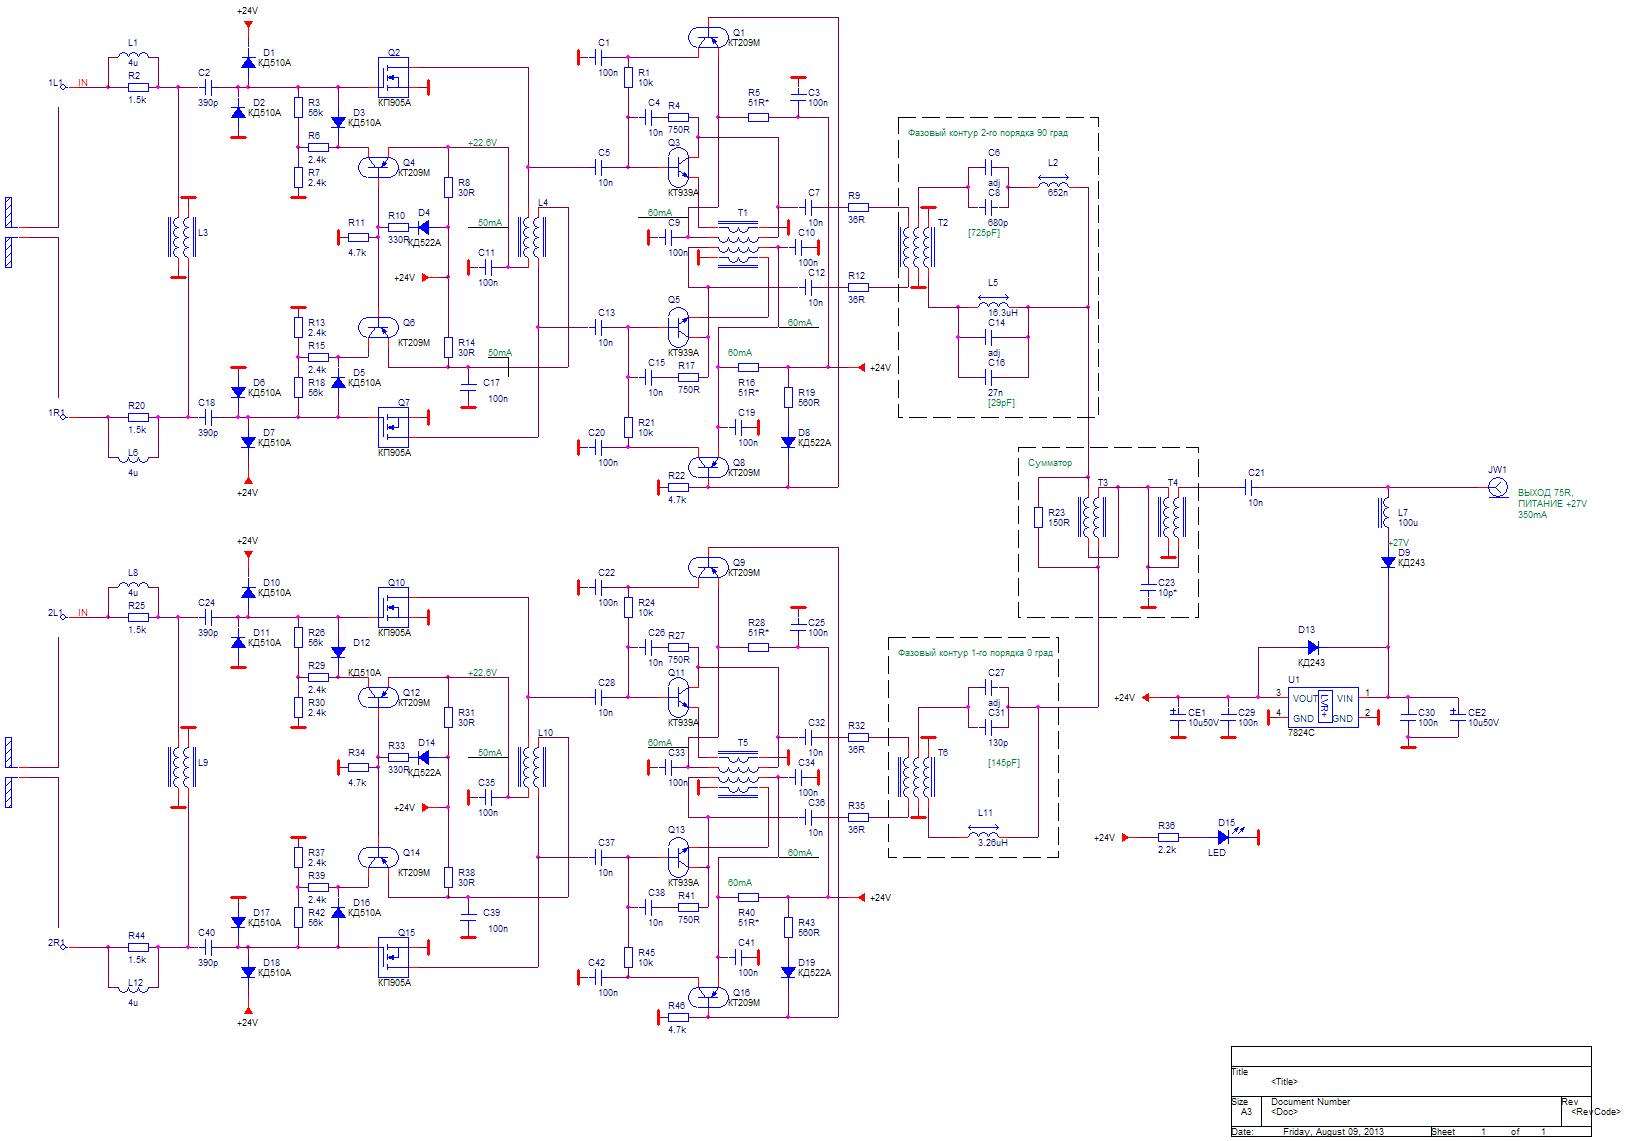 +24V
L1
4u
R2
1.5k
1L1
IN
C2
390p
D1
КД510А
D2
КД510А
R3
56k
D3
КД510А
R6
2.4k
R7
2.4k
Q2
КП905А
Q4
КТ209М
+22.6V
R8
30R
R11
4.7k
R10
330R
D4
КД522А
50mA
+24V
C11
100n
L3
L4
R13
2.4k
R15
2.4k
R18
56k
D5
КД510А
D6
КД510А
D7
КД510А
+24V
Q6
КТ209М
R14
30R
50mA
C17
100n
Q7
КП905А
1R1
R20
1.5k
L6
4u
C18
390p
C1
100n
R1
10k
C4
10n
R4
750R
Q1
КТ209М
R5
51R*
C3
100n
Q3
КТ939А
C5
10n
60mA
C9
100n
T1
C7
10n
C10
100n
C12
10n
R9
36R
R12
36R
Q5
КТ939А
60mA
C13
10n
C15
10n
R17
750R
60mA
R16
51R*
R19
560R
+24V
R21
10k
C20
100n
C19
100n
D8
КД522А
Q8
КТ209М
R22
4.7k
Фазовый контур 2-го порядка 90 град
C6
adj
C8
680p
[725pF]
L2
652n
T2
L5
16.3uH
C14
adj
C16
27n
[29pF]
Сумматор
R23
150R
T3
T4
C23
10p*
C21
10n
JW1
ВЫХОД 75R,
ПИТАНИЕ +27V
350mA
L7
100u
+27V
D9
КД243
D13
КД243
U1
VOUT
VIN
GND
GND
LVR+
3
1
4
2
7824C
+24V
CE1
10u50V
C29
100n
C30
100n
CE2
10u50V
+24V
R36
2.2k
D15
LED
+24V
L8
4u
R25
1.5k
2L1
IN
C24
390p
D10
КД510А
D11
КД510А
R26
56k
D12
КД510А
R29
2.4k
R30
2.4k
Q10
КП905А
Q12
КТ209М
+22.6V
R31
30R
R34
4.7k
R33
330R
D14
КД522А
50mA
+24V
C35
100n
L9
L10
R37
2.4k
R39
2.4k
R42
56k
D16
КД510А
D17
КД510А
D18
КД510А
+24V
Q14
КТ209М
R38
30R
C39
100n
Q15
КП905А
2R1
R44
1.5k
L12
4u
C40
390p
C22
100n
R24
10k
C26
10n
R27
750R
Q9
КТ209М
R28
51R*
C25
100n
Q11
КТ939А
C28
10n
60mA
C33
100n
T5
C32
10n
C34
100n
C36
10n
R32
36R
R35
36R
Q13
КТ939А
60mA
C37
10n
C38
10n
R41
750R
60mA
R40
51R*
R43
560R
+24V
R45
10k
C42
100n
C41
100n
D19
КД522А
Q16
КТ209М
R46
4.7k
Фазовый контур 1-го порядка 0 град
C27
adj
C31
130p
[145pF]
T6
L11
3.26uH
Title
<Title>
Size
A3
Document Number
<Doc>
Rev
<RevCode>
Date:
Friday, August 09, 2013
Sheet
1
of
1